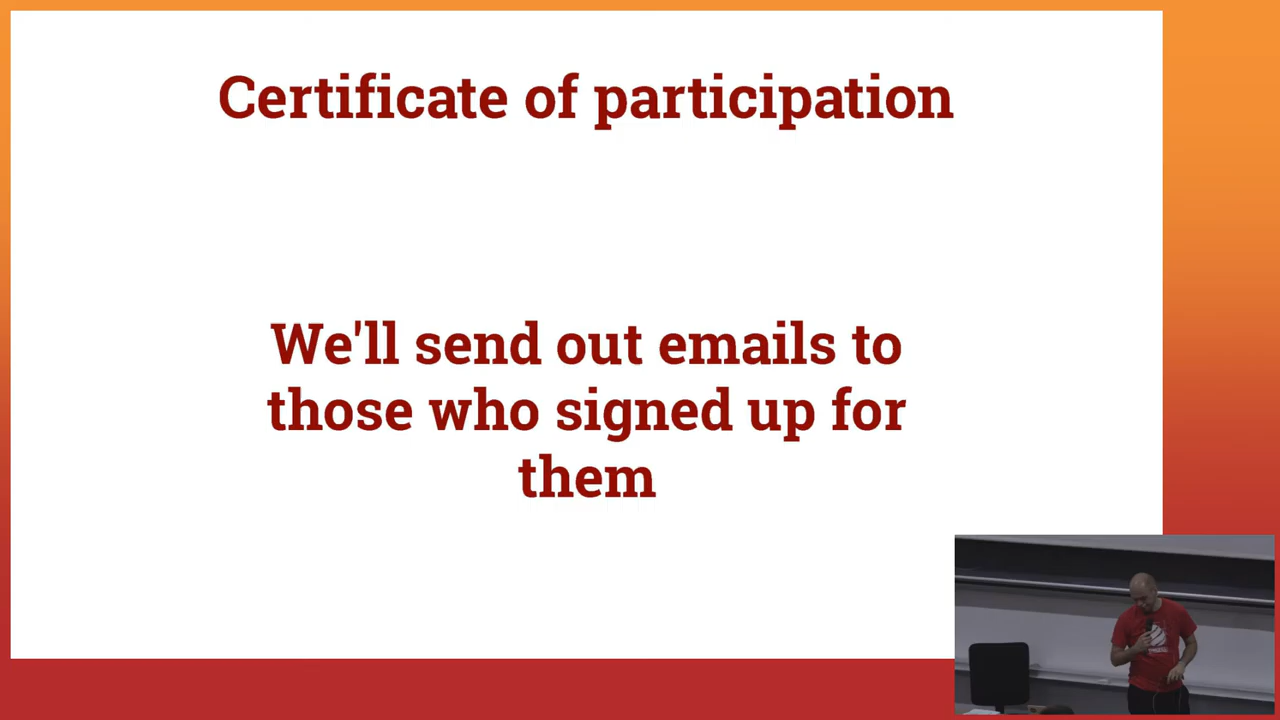 Certificate of participation
We'll send out emails to
those who signed up for
them